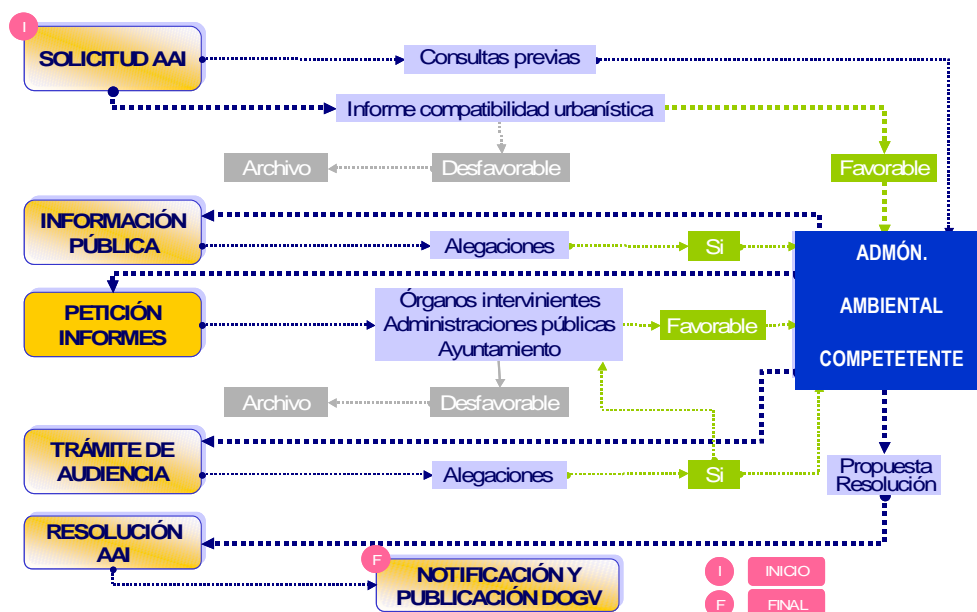 I
SOLICITUD AAI
Consultas previas
Informe compatibilidad urbanística
Archivo
Desfavorable
Favorable
INFORMACIÓN
PÚBLICA
Alegaciones
Si
ADMÓN.
AMBIENTAL
COMPETETENTE
PETICIÓN
INFORMES
Órganos intervinientes
Administraciones públicas
Ayuntamiento
Favorable
Archivo
Desfavorable
TRÁMITE DE
AUDIENCIA
Alegaciones
Si
Propuesta
Resolución
RESOLUCIÓN
AAI
F
NOTIFICACIÓN Y
PUBLICACIÓN DOGV
I INICIO
F FINAL